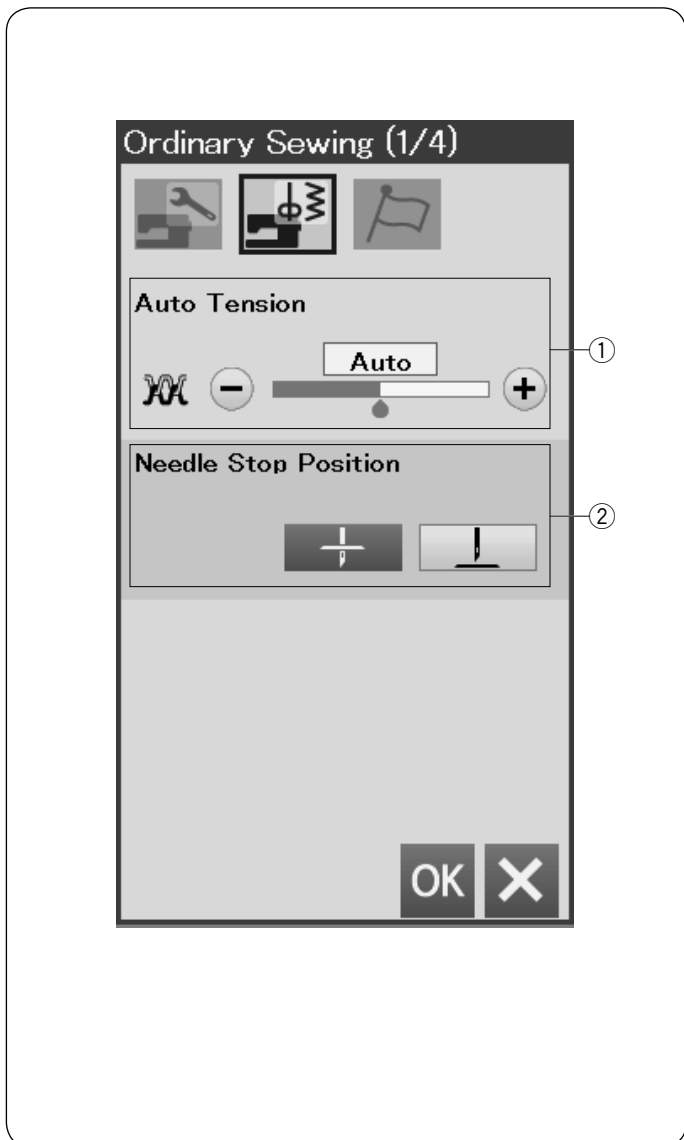 Ordinary Sewing (1/4)
Auto Tension
①
Auto
− +
Needle Stop Position
②
OK ×